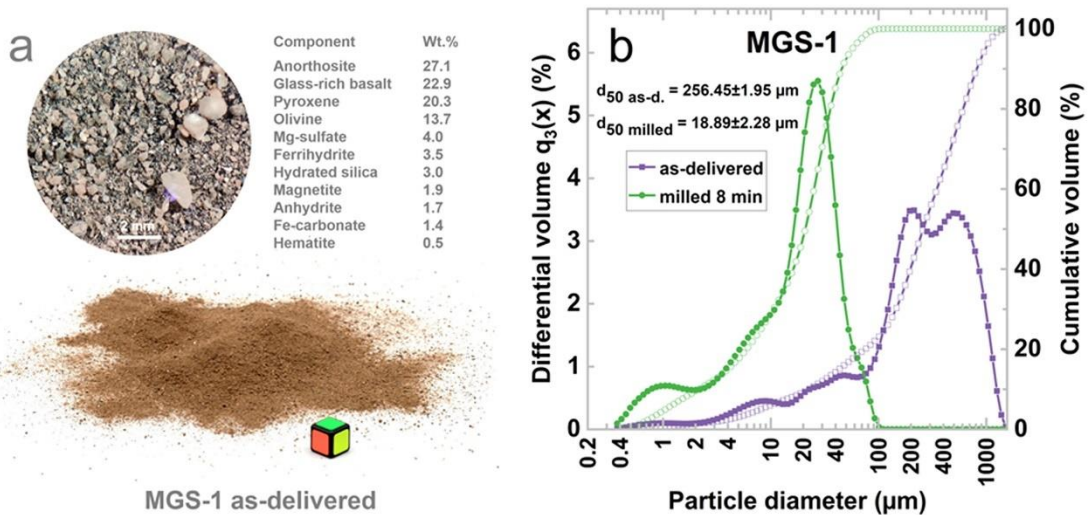 a
2 mm
Component Wt.%
Anorthosite 27.1
Glass-rich basalt 22.9
Pyroxene 20.3
Olivine 13.7
Mg-sulfate 4.0
Ferrihydrite 3.5
Hydrated silica 3.0
Magnetite 1.9
Anhydrite 1.7
Fe-carbonate 1.4
Hematite 0.5
MGS-1 as-delivered
b
MGS-1
d50 as-d. = 256.45±1.95 µm
d50 milled = 18.89±2.28 µm
as-delivered
milled 8 min
Differential volume q3(x) (%)
6
5
4
3
2
1
0
Cumulative volume (%)
100
80
60
40
20
0
0.2 0.4 1 2 4 10 20 40 100 200 400 1000
Particle diameter (µm)